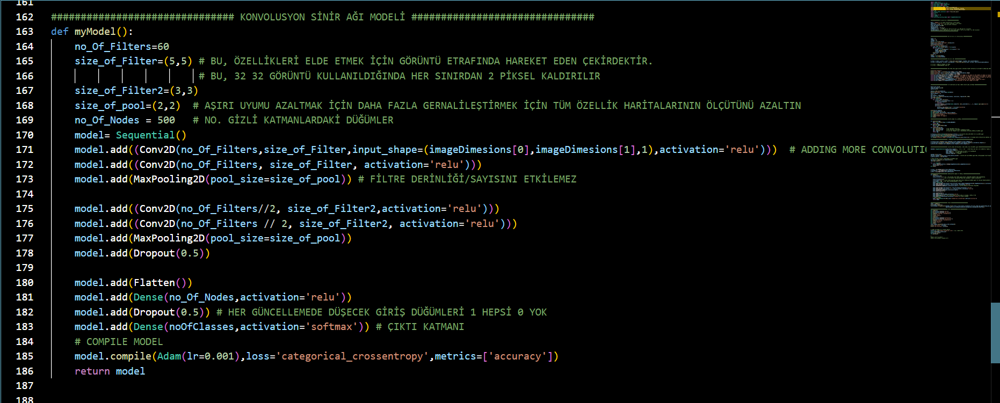 161
162 ############################### KONVOLUSYON SİNİR AĞI MODELİ ###############################
163 def myModel():
164     no_Of_Filters=60
165     size_of_Filter=(5,5) # BU, ÖZELLİKLERİ ELDE ETMEK İÇİN GÖRÜNTÜ ETRAFINDA HAREKET EDEN ÇEKİRDEKTİR.
166                          # BU, 32 32 GÖRÜNTÜ KULLANILDIĞINDA HER SINIRDAN 2 PİKSEL KALDIRILIR
167     size_of_Filter2=(3,3)
168     size_of_pool=(2,2)  # AŞIRI UYUMU AZALTMAK İÇİN DAHA FAZLA GERNALİLEŞTİRMEK İÇİN TÜM ÖZELLİK HARİTALARININ ÖLÇÜTÜNÜ AZALTIN
169     no_Of_Nodes = 500   # NO. GİZLİ KATMANLARDAKİ DÜĞÜMLER
170     model= Sequential()
171     model.add((Conv2D(no_Of_Filters,size_of_Filter,input_shape=(imageDimesions[0],imageDimesions[1],1),activation='relu')))  # ADDING MORE CONVOLUTI
172     model.add((Conv2D(no_Of_Filters, size_of_Filter, activation='relu')))
173     model.add(MaxPooling2D(pool_size=size_of_pool)) # FİLTRE DERİNLİĞİ/SAYISINI ETKİLEMEZ
174
175     model.add((Conv2D(no_Of_Filters//2, size_of_Filter2,activation='relu')))
176     model.add((Conv2D(no_Of_Filters // 2, size_of_Filter2, activation='relu')))
177     model.add(MaxPooling2D(pool_size=size_of_pool))
178     model.add(Dropout(0.5))
179
180     model.add(Flatten())
181     model.add(Dense(no_Of_Nodes,activation='relu'))
182     model.add(Dropout(0.5)) # HER GÜNCELLEMEDE DÜŞECEK GİRİŞ DÜĞÜMLERİ 1 HEPSİ 0 YOK
183     model.add(Dense(noOfClasses,activation='softmax')) # ÇIKTI KATMANI
184     # COMPILE MODEL
185     model.compile(Adam(lr=0.001),loss='categorical_crossentropy',metrics=['accuracy'])
186     return model
187
188